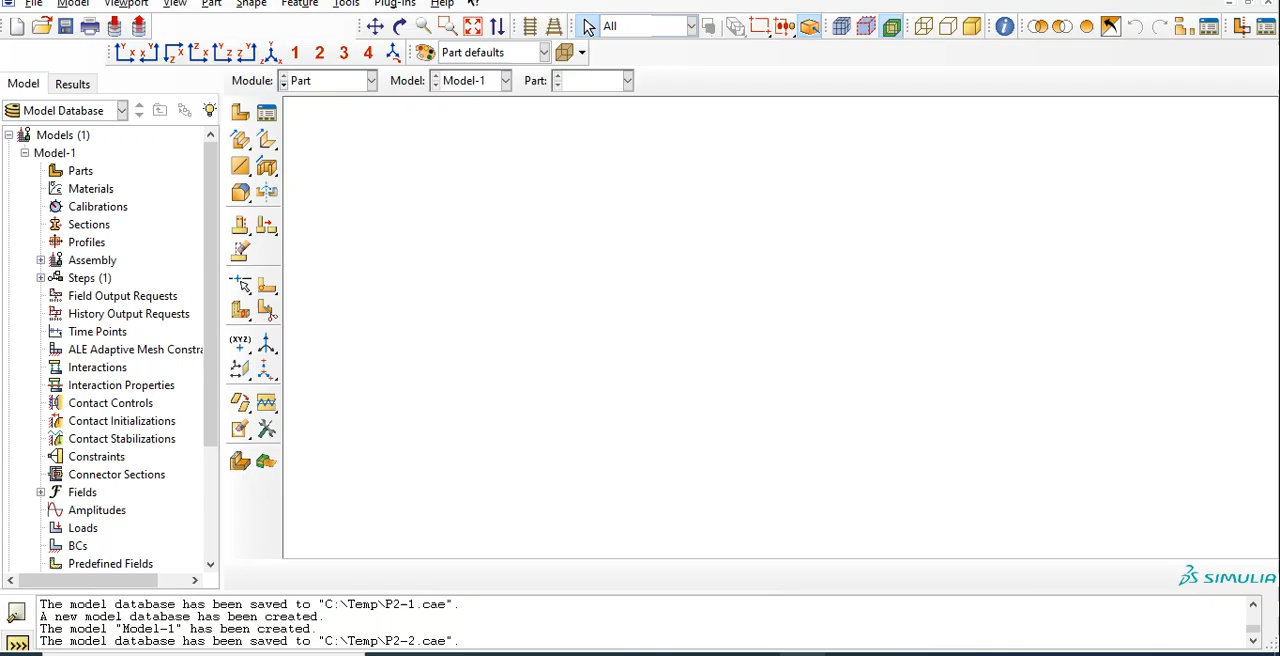 File Model Viewport View Part Shape Feature Tools Plug-ins Help
All
1 2 3 4 Part defaults
Model Results Module: Part Model: Model-1 Part:
Model Database
Models (1)
Model-1
Parts
Materials
Calibrations
Sections
Profiles
Assembly
Steps (1)
Field Output Requests
History Output Requests
Time Points
ALE Adaptive Mesh Constra
Interactions
Interaction Properties
Contact Controls
Contact Initializations
Contact Stabilizations
Constraints
Connector Sections
Fields
Amplitudes
Loads
BCs
Predefined Fields
(XYZ)
SIMULIA
The model database has been saved to "C:\Temp\P2-1.cae".
A new model database has been created.
The model "Model-1" has been created.
The model database has been saved to "C:\Temp\P2-2.cae".
>>>